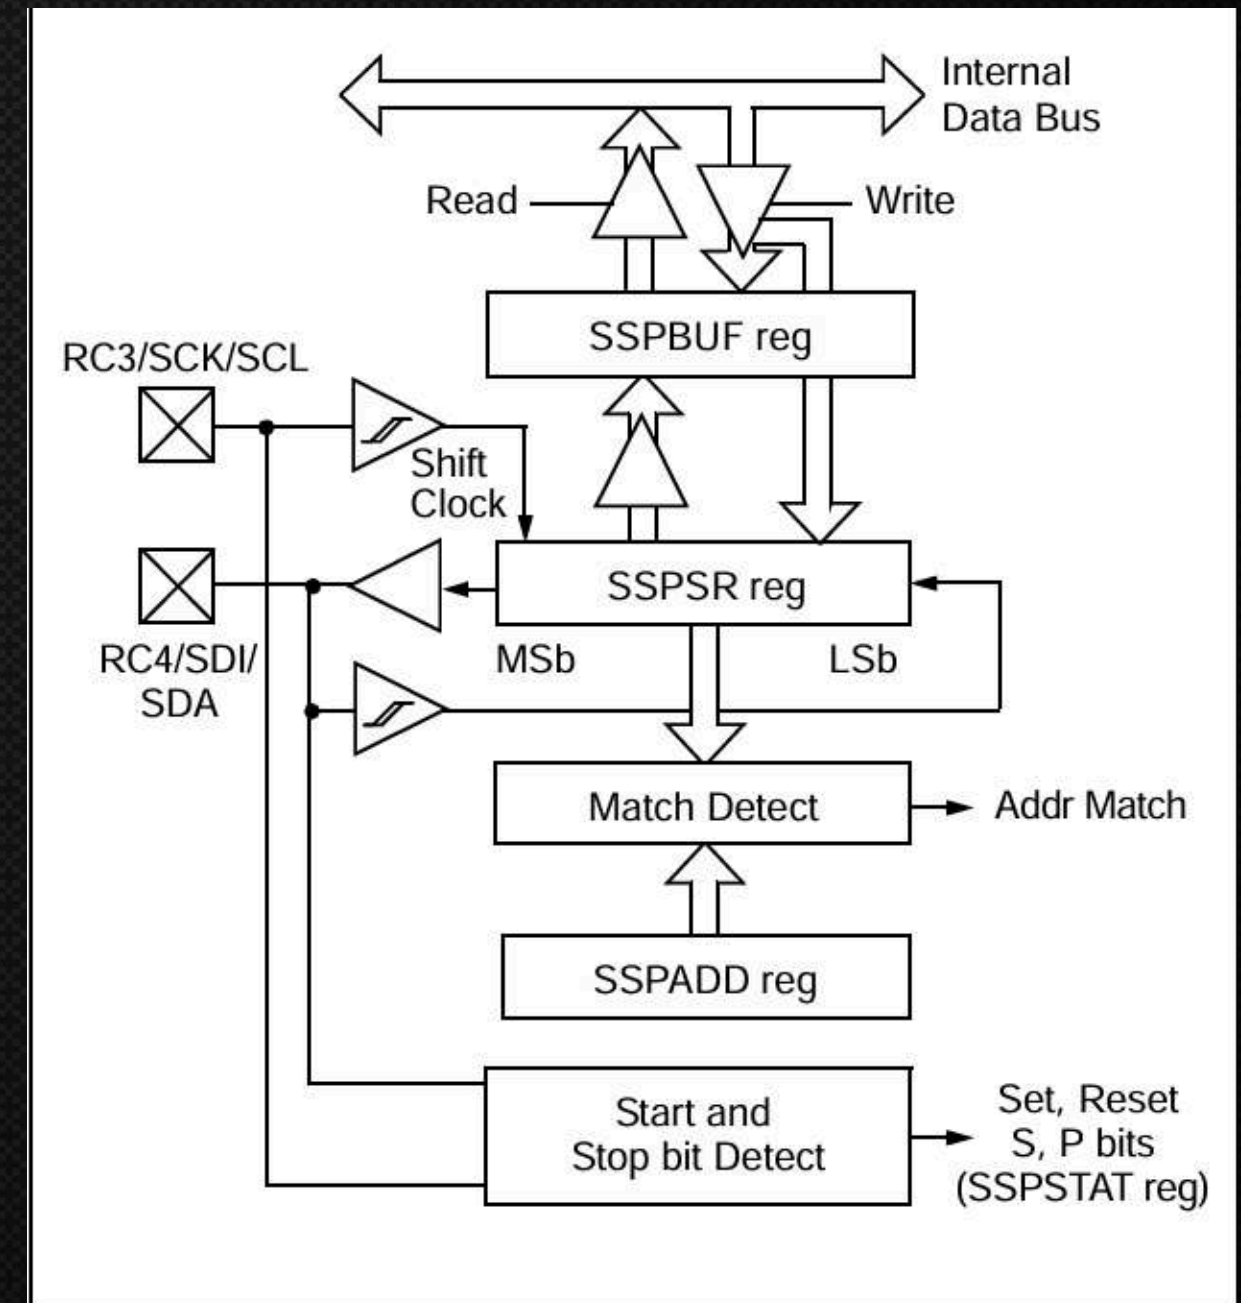 Internal
Data Bus
Read
Write
SSPBUF reg
RC3/SCK/SCL
Shift
Clock
SSPSR reg
RC4/SDI/
SDA
MSb
LSb
Match Detect
Addr Match
SSPADD reg
Start and
Stop bit Detect
Set, Reset
S, P bits
(SSPSTAT reg)